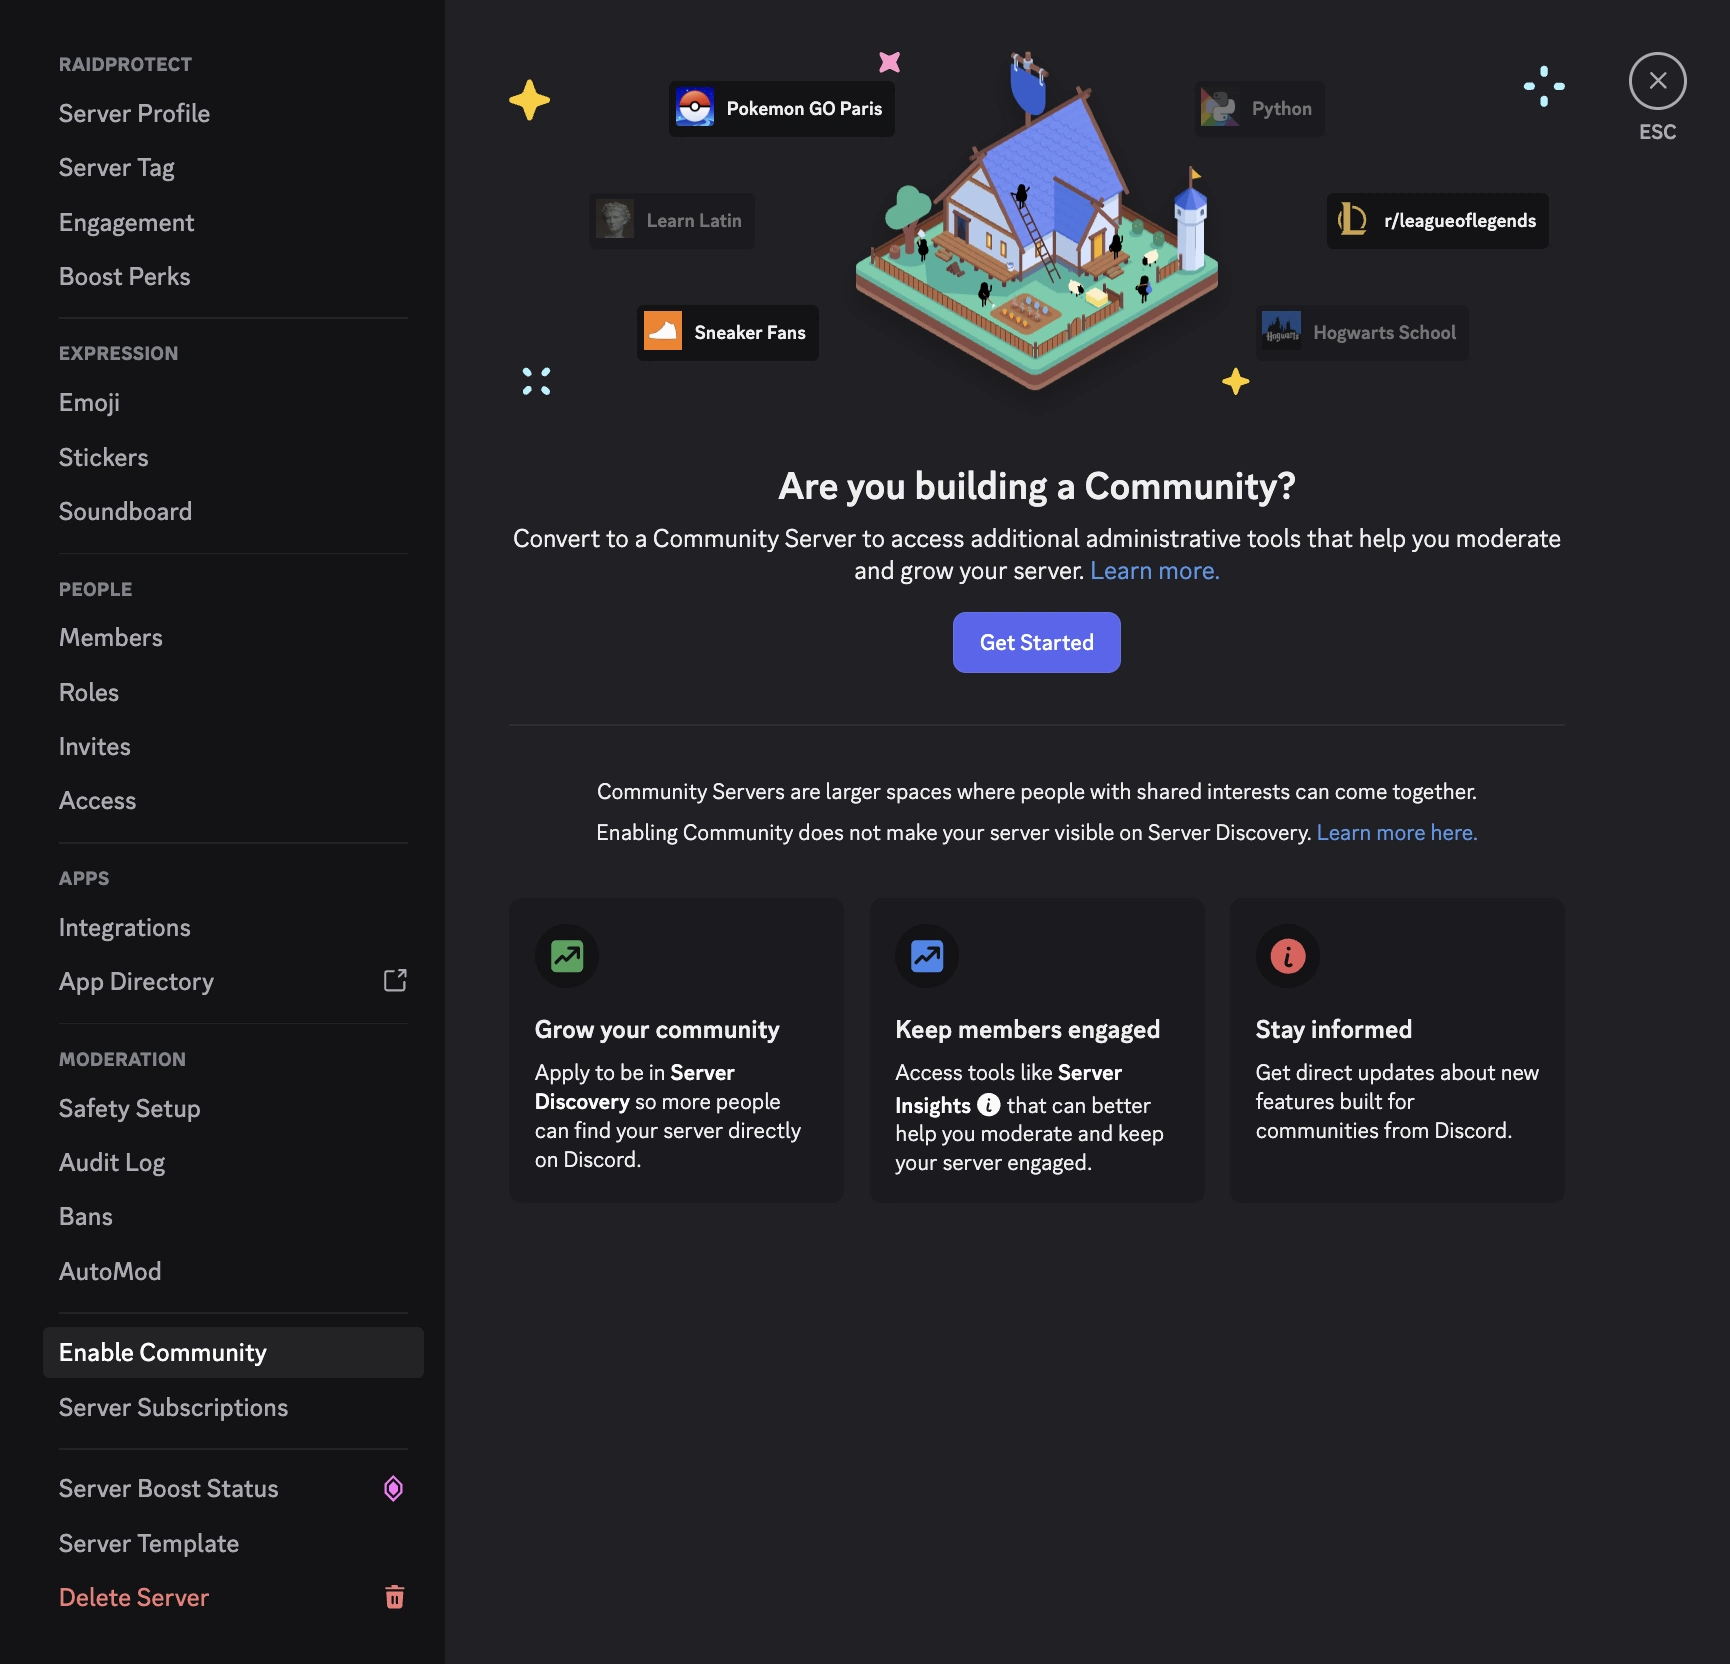 RAIDPROTECT
Server Profile
Server Tag
Engagement
Boost Perks
EXPRESSION
Emoji
Stickers
Soundboard
PEOPLE
Members
Roles
Invites
Access
APPS
Integrations
App Directory
MODERATION
Safety Setup
Audit Log
Bans
AutoMod
Enable Community
Server Subscriptions
Server Boost Status
Server Template
Delete Server
Pokemon GO Paris
Python
ESC
Learn Latin
r/leagueoflegends
Sneaker Fans
Hogwarts
Hogwarts School
Are you building a Community?
Convert to a Community Server to access additional administrative tools that help you moderate
and grow your server. Learn more.
Get Started
Community Servers are larger spaces where people with shared interests can come together.
Enabling Community does not make your server visible on Server Discovery. Learn more here.
Grow your community
Apply to be in Server
Discovery so more people
can find your server directly
on Discord.
Keep members engaged
Access tools like Server
Insights that can better
help you moderate and keep
your server engaged.
Stay informed
Get direct updates about new
features built for
communities from Discord.